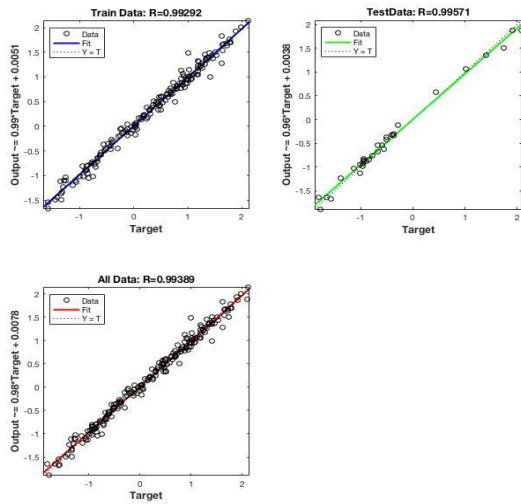 Train Data: R=0.99292
Output ~= 0.99*Target + 0.0051
2
1.5
1
0.5
0
-0.5
-1
-1.5
Data
Fit
Y = T
-1 0 1 2
Target
TestData: R=0.99571
Output ~= 0.96*Target + 0.0038
2
1.5
1
0.5
0
-0.5
-1
-1.5
Data
Fit
Y = T
-1 0 1 2
Target
All Data: R=0.99389
Output ~= 0.98*Target + 0.0078
2
1.5
1
0.5
0
-0.5
-1
-1.5
Data
Fit
Y = T
-1 0 1 2
Target